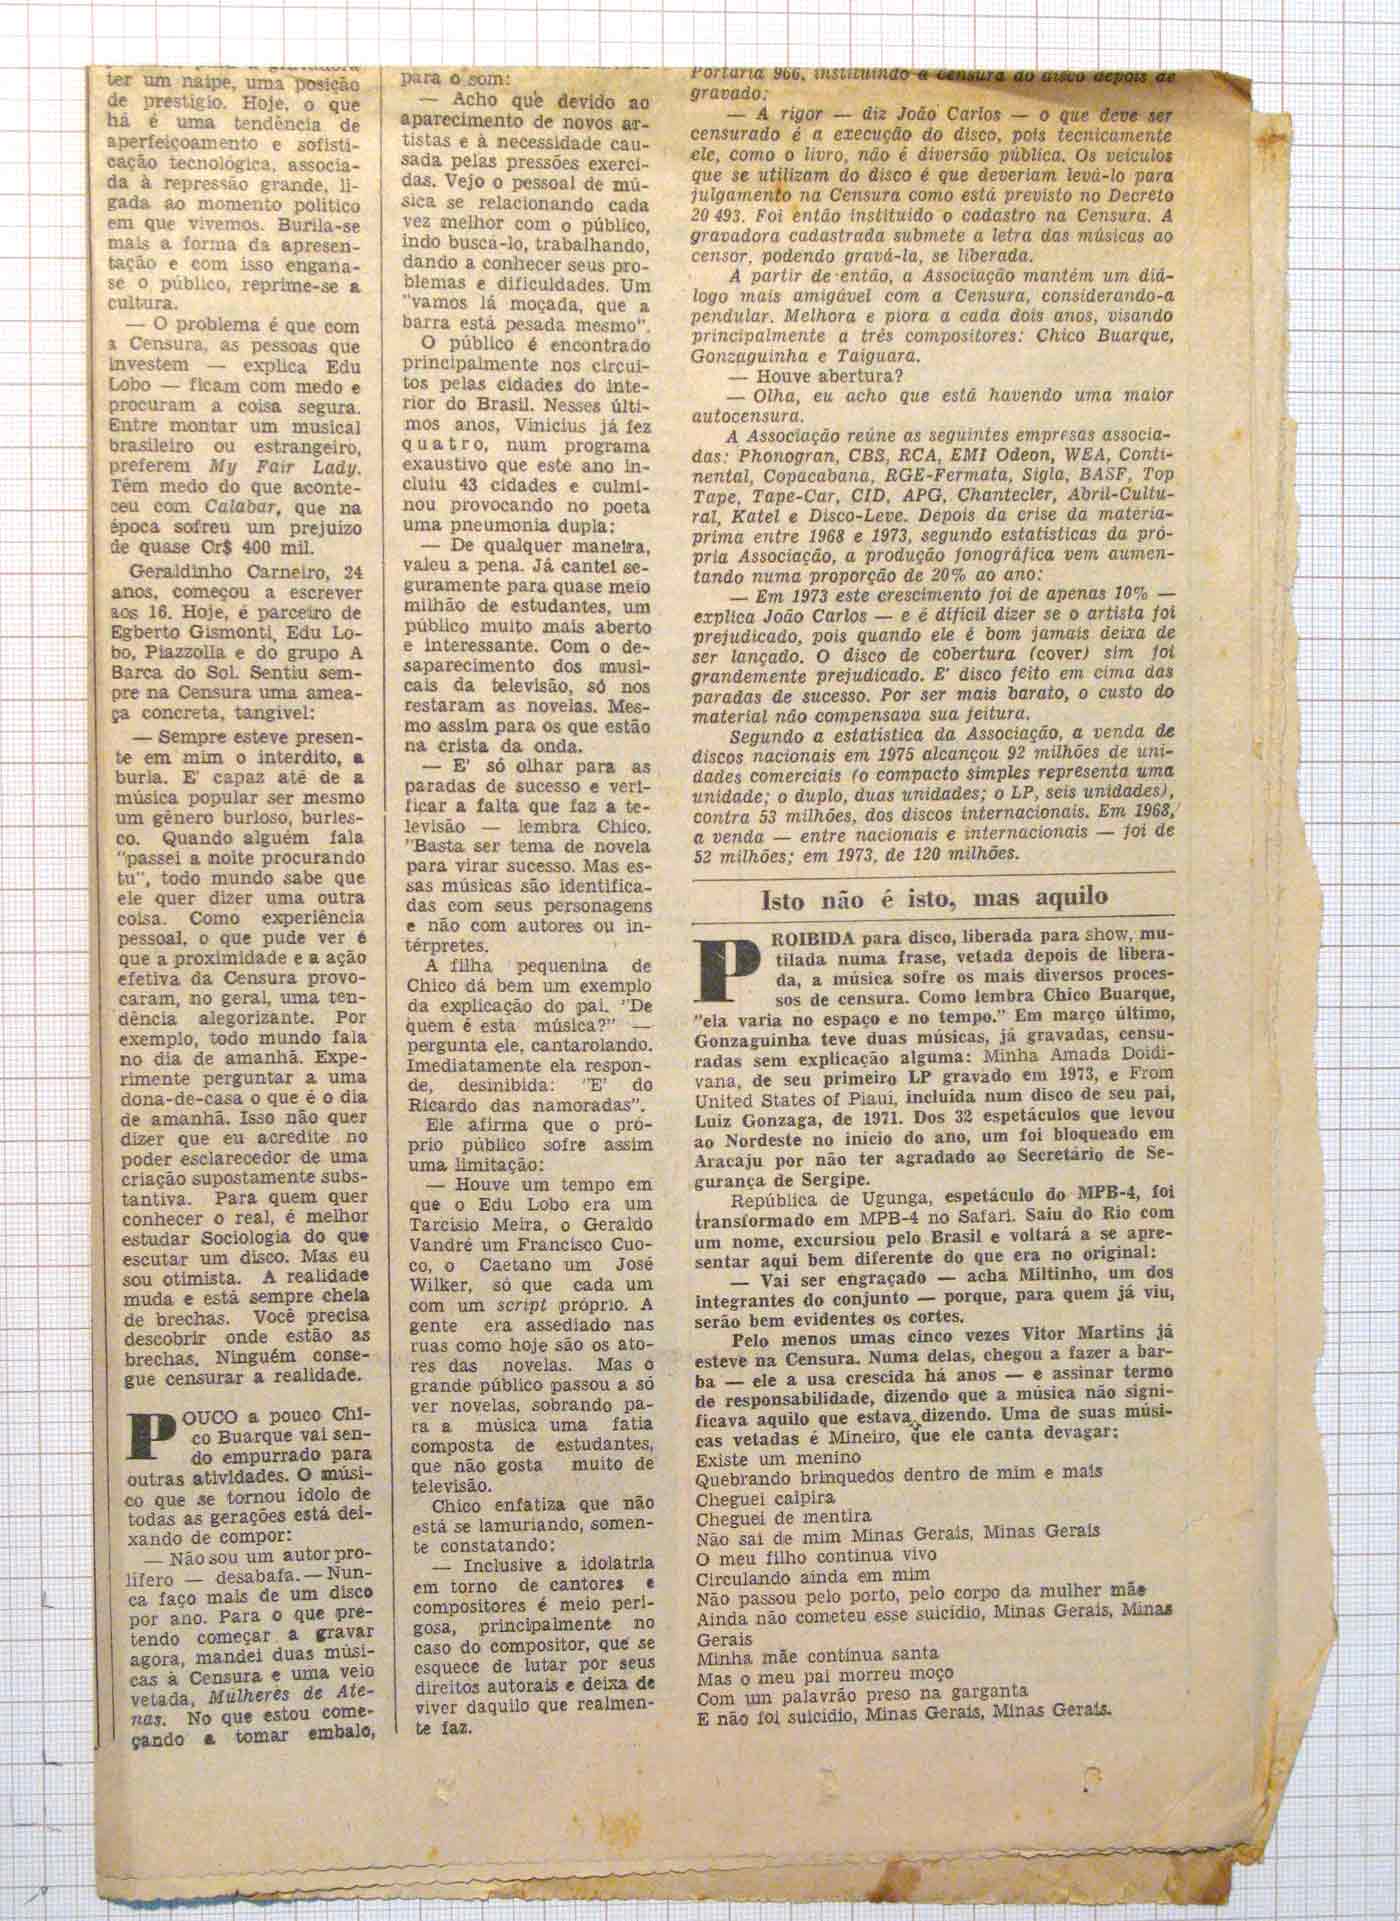 ter um naipe, uma posição
de prestígio. Hoje, o que
há é uma tendência de
aperfeiçoamento e sofisti-
cação tecnológica, associa-
da à repressão grande, li-
gada ao momento político
em que vivemos. Burila-se
mais a forma da apresen-
tação e com isso engana-
se o público, reprime-se a
cultura.
— O problema é que com
a Censura, as pessoas que
investem — explica Edu
Lobo — ficam com medo e
procuram a coisa segura.
Entre montar um musical
brasileiro ou estrangeiro,
preferem My Fair Lady.
Têm medo do que aconte-
ceu com Calabar, que na
época sofreu um prejuízo
de quase Cr$ 400 mil.
Geraldinho Carneiro, 24
anos, começou a escrever
aos 16. Hoje, é parceiro de
Egberto Gismonti, Edu Lo-
bo, Piazzolla e do grupo A
Barca do Sol. Sentiu sem-
pre na Censura uma amea-
ça concreta, tangível:
— Sempre esteve presen-
te em mim o interdito, a
burla. E' capaz até de a
música popular ser mesmo
um gênero burloso, burles-
co. Quando alguém fala
"passei a noite procurando
tu", todo mundo sabe que
ele quer dizer uma outra
coisa. Como experiência
pessoal, o que pude ver é
que a proximidade e a ação
efetiva da Censura provo-
caram, no geral, uma ten-
dência alegorizante. Por
exemplo, todo mundo fala
no dia de amanhã. Expe-
rimente perguntar a uma
dona-de-casa o que é o dia
de amanhã. Isso não quer
dizer que eu acredite no
poder esclarecedor de uma
criação supostamente subs-
tantiva. Para quem quer
conhecer o real, é melhor
estudar Sociologia do que
escutar um disco. Mas eu
sou otimista. A realidade
muda e está sempre cheia
de brechas. Você precisa
descobrir onde estão as
brechas. Ninguém conse-
gue censurar a realidade.
POUCO a pouco Chi-
co Buarque vai sen-
do empurrado para
outras atividades. O músi-
co que se tornou ídolo de
todas as gerações está dei-
xando de compor:
— Não sou um autor pro-
lífero — desabafa. — Nun-
ca faço mais de um disco
por ano. Para o que pre-
tendo começar a gravar
agora, mandei duas músi-
cas à Censura e uma veio
vetada, Mulheres de Ate-
nas. No que estou come-
çando a tomar embalo,
para o som:
— Acho que devido ao
aparecimento de novos ar-
tistas e à necessidade cau-
sada pelas pressões exerci-
das. Vejo o pessoal de mú-
sica se relacionando cada
vez melhor com o público,
indo buscá-lo, trabalhando,
dando a conhecer seus pro-
blemas e dificuldades. Um
"vamos lá moçada, que a
barra está pesada mesmo".
O público é encontrado
principalmente nos circui-
tos pelas cidades do inte-
rior do Brasil. Nesses últi-
mos anos, Vinicius já fez
quatro, num programa
exaustivo que este ano in-
cluiu 43 cidades e culmi-
nou provocando no poeta
uma pneumonia dupla:
— De qualquer maneira,
valeu a pena. Já cantei se-
guramente para quase meio
milhão de estudantes, um
público muito mais aberto
e interessante. Com o de-
saparecimento dos musi-
cais da televisão, só nos
restaram as novelas. Mes-
mo assim para os que estão
na crista da onda.
— E' só olhar para as
paradas de sucesso e veri-
ficar a falta que faz a te-
levisão — lembra Chico.
"Basta ser tema de novela
para virar sucesso. Mas es-
sas músicas são identifica-
das com seus personagens
e não com autores ou in-
térpretes.
A filha pequenina de
Chico dá bem um exemplo
da explicação do pai. "De
quem é esta música?" —
pergunta ele, cantarolando.
Imediatamente ela respon-
de, desinibida: "E' do
Ricardo das namoradas".
Ele afirma que o pró-
prio público sofre assim
uma limitação:
— Houve um tempo em
que o Edu Lobo era um
Tarcísio Meira, o Geraldo
Vandré um Francisco Cuo-
co, o Caetano um José
Wilker, só que cada um
com um script próprio. A
gente era assediado nas
ruas como hoje são os ato-
res das novelas. Mas o
grande público passou a só
ver novelas, sobrando pa-
ra a música uma fatia
composta de estudantes,
que não gosta muito de
televisão.
Chico enfatiza que não
está se lamuriando, somen-
te constatando:
— Inclusive a idolatria
em torno de cantores e
compositores é meio peri-
gosa, principalmente no
caso do compositor, que se
esquece de lutar por seus
direitos autorais e deixa de
viver daquilo que realmen-
te faz.
Portaria 966, instituindo a censura do disco depois de
gravado:
— A rigor — diz João Carlos — o que deve ser
censurado é a execução do disco, pois tecnicamente
ele, como o livro, não é diversão pública. Os veículos
que se utilizam do disco é que deveriam levá-lo para
julgamento na Censura como está previsto no Decreto
20 493. Foi então instituído o cadastro na Censura. A
gravadora cadastrada submete a letra das músicas ao
censor, podendo gravá-la, se liberada.
A partir de então, a Associação mantém um diá-
logo mais amigável com a Censura, considerando-a
pendular. Melhora e piora a cada dois anos, visando
principalmente a três compositores: Chico Buarque,
Gonzaguinha e Taiguara.
— Houve abertura?
— Olha, eu acho que está havendo uma maior
autocensura.
A Associação reúne as seguintes empresas associa-
das: Phonogran, CBS, RCA, EMI Odeon, WEA, Conti-
nental, Copacabana, RGE-Fermata, Sigla, BASF, Top
Tape, Tape-Car, CID, APG, Chantecler, Abril-Cultu-
ral, Katel e Disco-Leve. Depois da crise da matéria-
prima entre 1968 e 1973, segundo estatísticas da pró-
pria Associação, a produção fonográfica vem aumen-
tando numa proporção de 20% ao ano:
— Em 1973 este crescimento foi de apenas 10% —
explica João Carlos — e é difícil dizer se o artista foi
prejudicado, pois quando ele é bom jamais deixa de
ser lançado. O disco de cobertura (cover) sim foi
grandemente prejudicado. E' disco feito em cima das
paradas de sucesso. Por ser mais barato, o custo do
material não compensava sua feitura.
Segundo a estatística da Associação, a venda de
discos nacionais em 1975 alcançou 92 milhões de uni-
dades comerciais (o compacto simples representa uma
unidade; o duplo, duas unidades; o LP, seis unidades),
contra 53 milhões, dos discos internacionais. Em 1968,
a venda — entre nacionais e internacionais — foi de
52 milhões; em 1973, de 120 milhões.
Isto não é isto, mas aquilo
PROIBIDA para disco, liberada para show, mu-
tilada numa frase, vetada depois de libera-
da, a música sofre os mais diversos proces-
sos de censura. Como lembra Chico Buarque,
"ela varia no espaço e no tempo." Em março último,
Gonzaguinha teve duas músicas, já gravadas, censu-
radas sem explicação alguma: Minha Amada Doidi-
vana, de seu primeiro LP gravado em 1973, e From
United States of Piauí, incluída num disco de seu pai,
Luiz Gonzaga, de 1971. Dos 32 espetáculos que levou
ao Nordeste no início do ano, um foi bloqueado em
Aracaju por não ter agradado ao Secretário de Se-
gurança de Sergipe.
República de Ugunga, espetáculo do MPB-4, foi
transformado em MPB-4 no Safari. Saiu do Rio com
um nome, excursiou pelo Brasil e voltará a se apre-
sentar aqui bem diferente do que era no original:
— Vai ser engraçado — acha Miltinho, um dos
integrantes do conjunto — porque, para quem já viu,
serão bem evidentes os cortes.
Pelo menos umas cinco vezes Vitor Martins já
esteve na Censura. Numa delas, chegou a fazer a bar-
ba — ele a usa crescida há anos — e assinar termo
de responsabilidade, dizendo que a música não signi-
ficava aquilo que estava dizendo. Uma de suas músi-
cas vetadas é Mineiro, que ele canta devagar:
Existe um menino
Quebrando brinquedos dentro de mim e mais
Cheguei caipira
Cheguei de mentira
Não sai de mim Minas Gerais, Minas Gerais
O meu filho continua vivo
Circulando ainda em mim
Não passou pelo porto, pelo corpo da mulher mãe
Ainda não cometeu esse suicídio, Minas Gerais, Minas
Gerais
Minha mãe continua santa
Mas o meu pai morreu moço
Com um palavrão preso na garganta
E não foi suicídio, Minas Gerais, Minas Gerais.